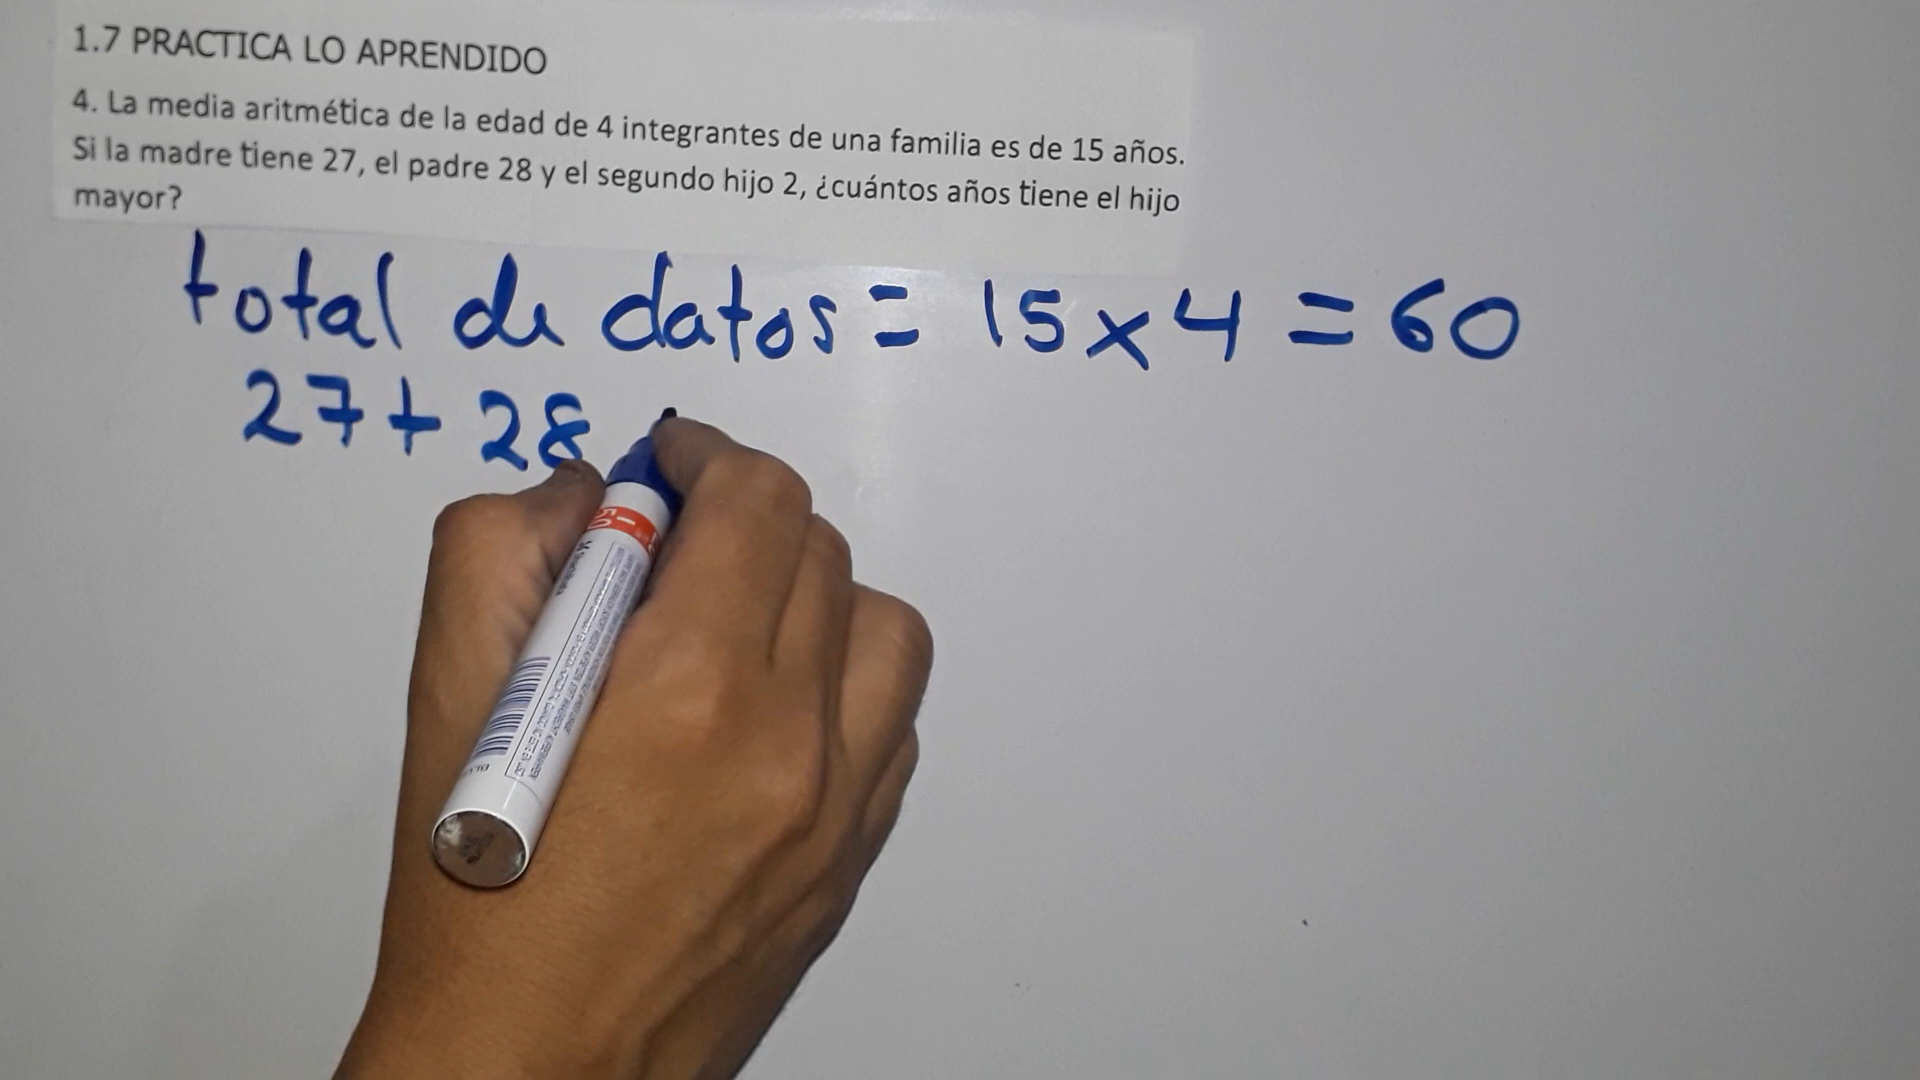 1.7 PRACTICA LO APRENDIDO
4. La media aritmética de la edad de 4 integrantes de una familia es de 15 años.
Si la madre tiene 27, el padre 28 y el segundo hijo 2, ¿cuántos años tiene el hijo
mayor?
total de datos = 15 x 4 = 60
27 + 28
50